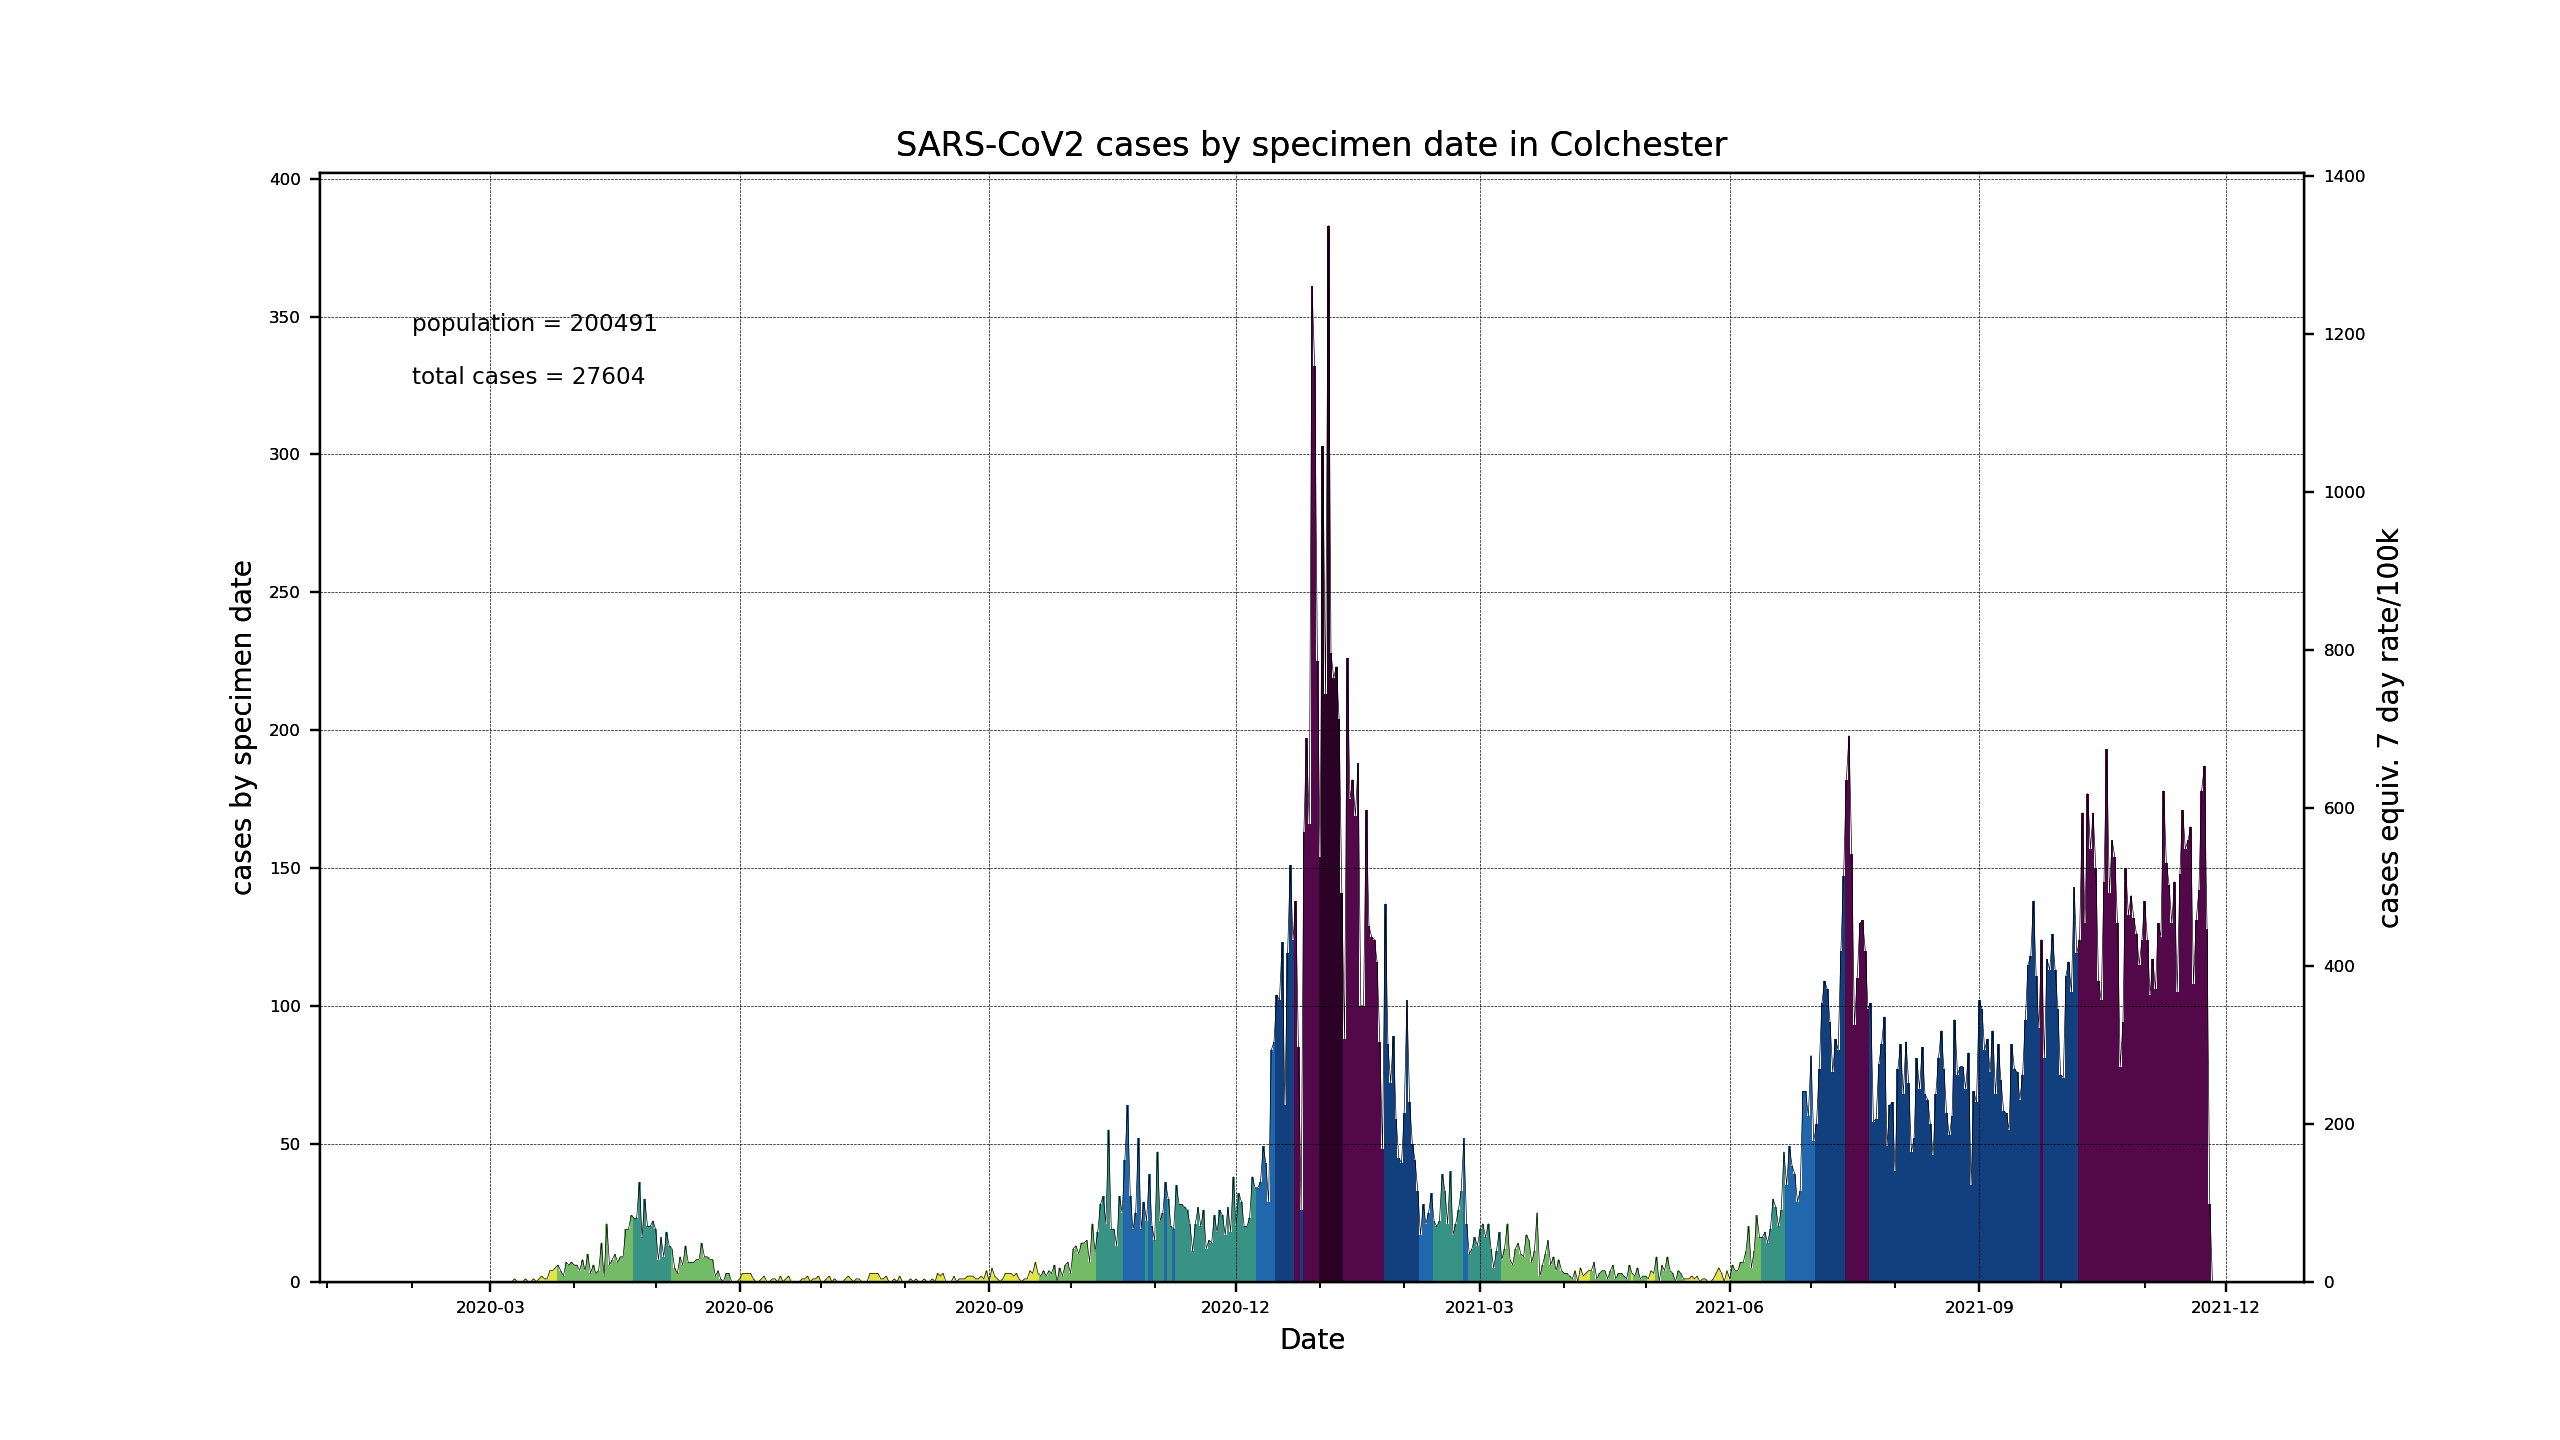 SARS-CoV2 cases by specimen date in Colchester
400
350
300
250
200
150
100
50
0
cases by specimen date
population = 200491
total cases = 27604
1400
1200
1000
800
600
400
200
0
cases equiv. 7 day rate/100k
2020-03 2020-06 2020-09 2020-12 2021-03 2021-06 2021-09 2021-12
Date